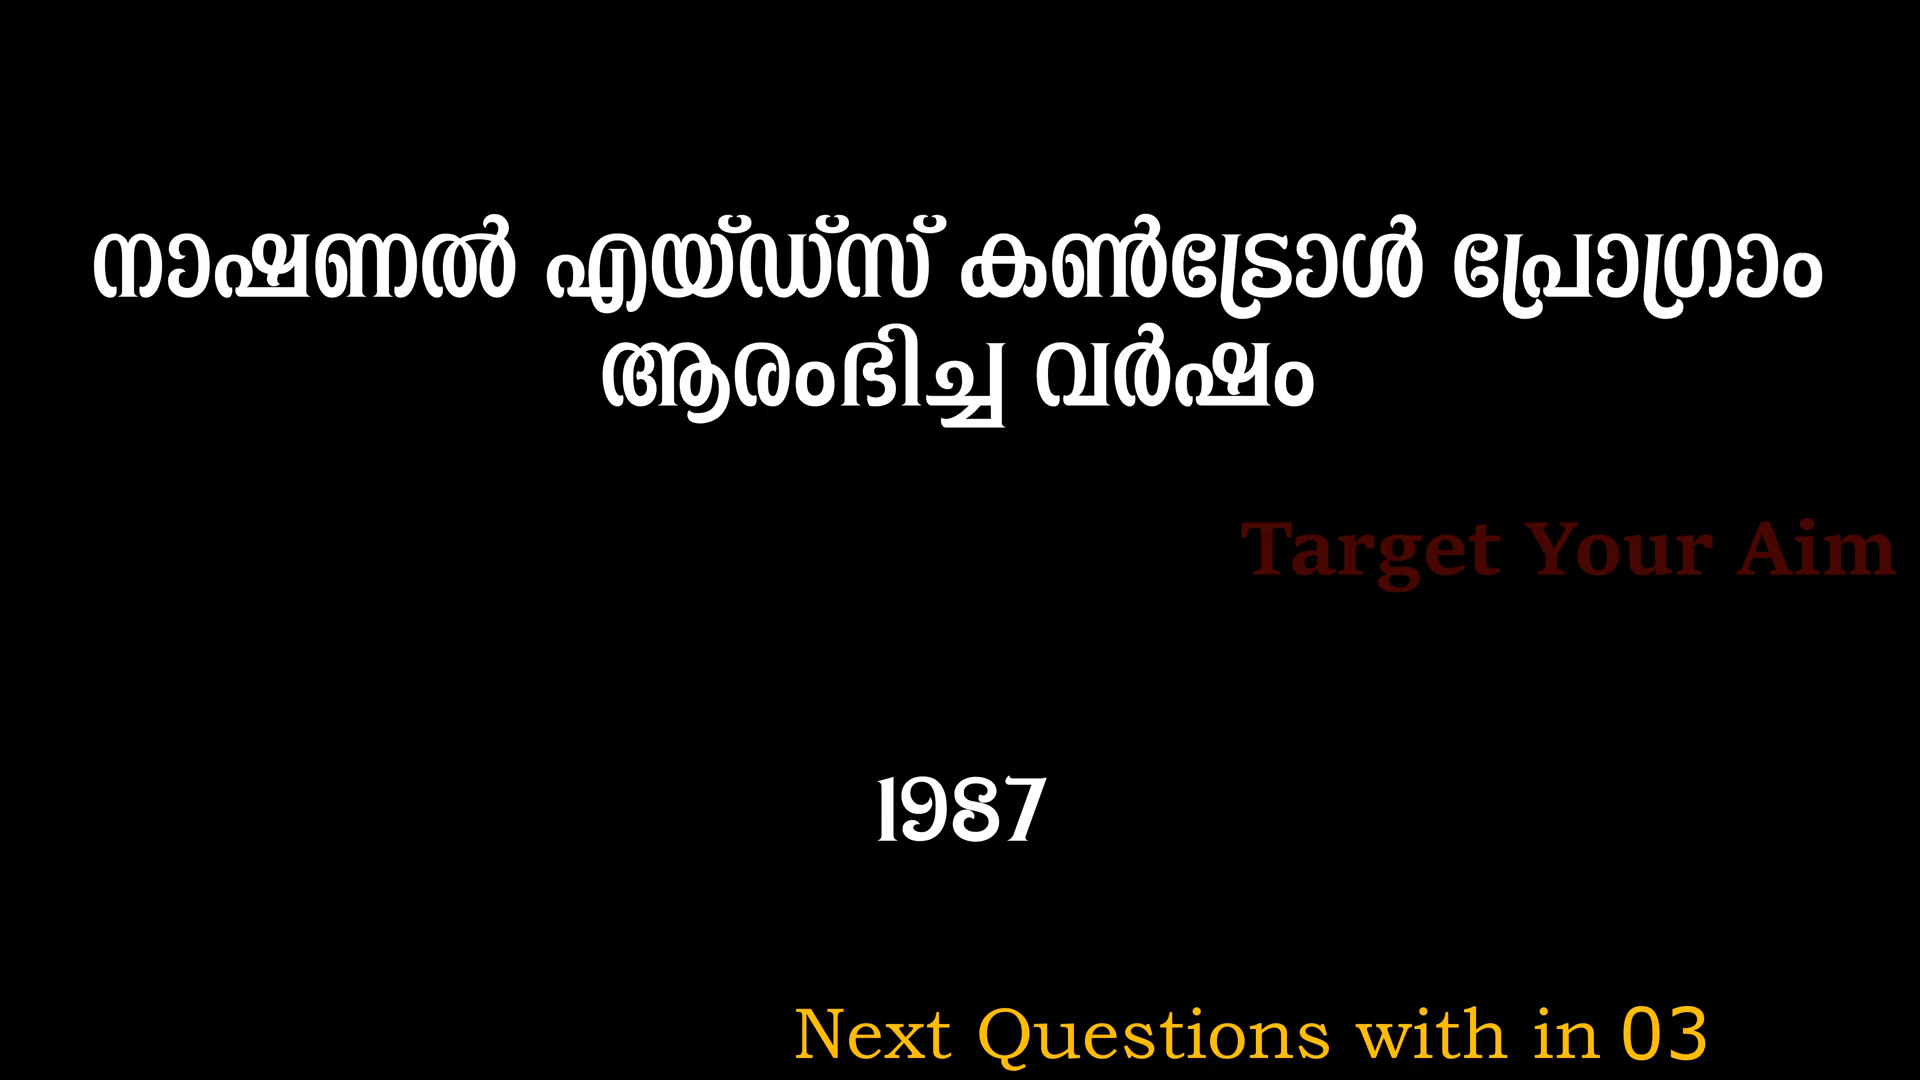 നാഷണൽ എയ്ഡ്സ് കൺട്രോൾ പ്രോഗ്രാം
ആരംഭിച്ച വർഷം
Target Your Aim
1987
Next Questions with in 03